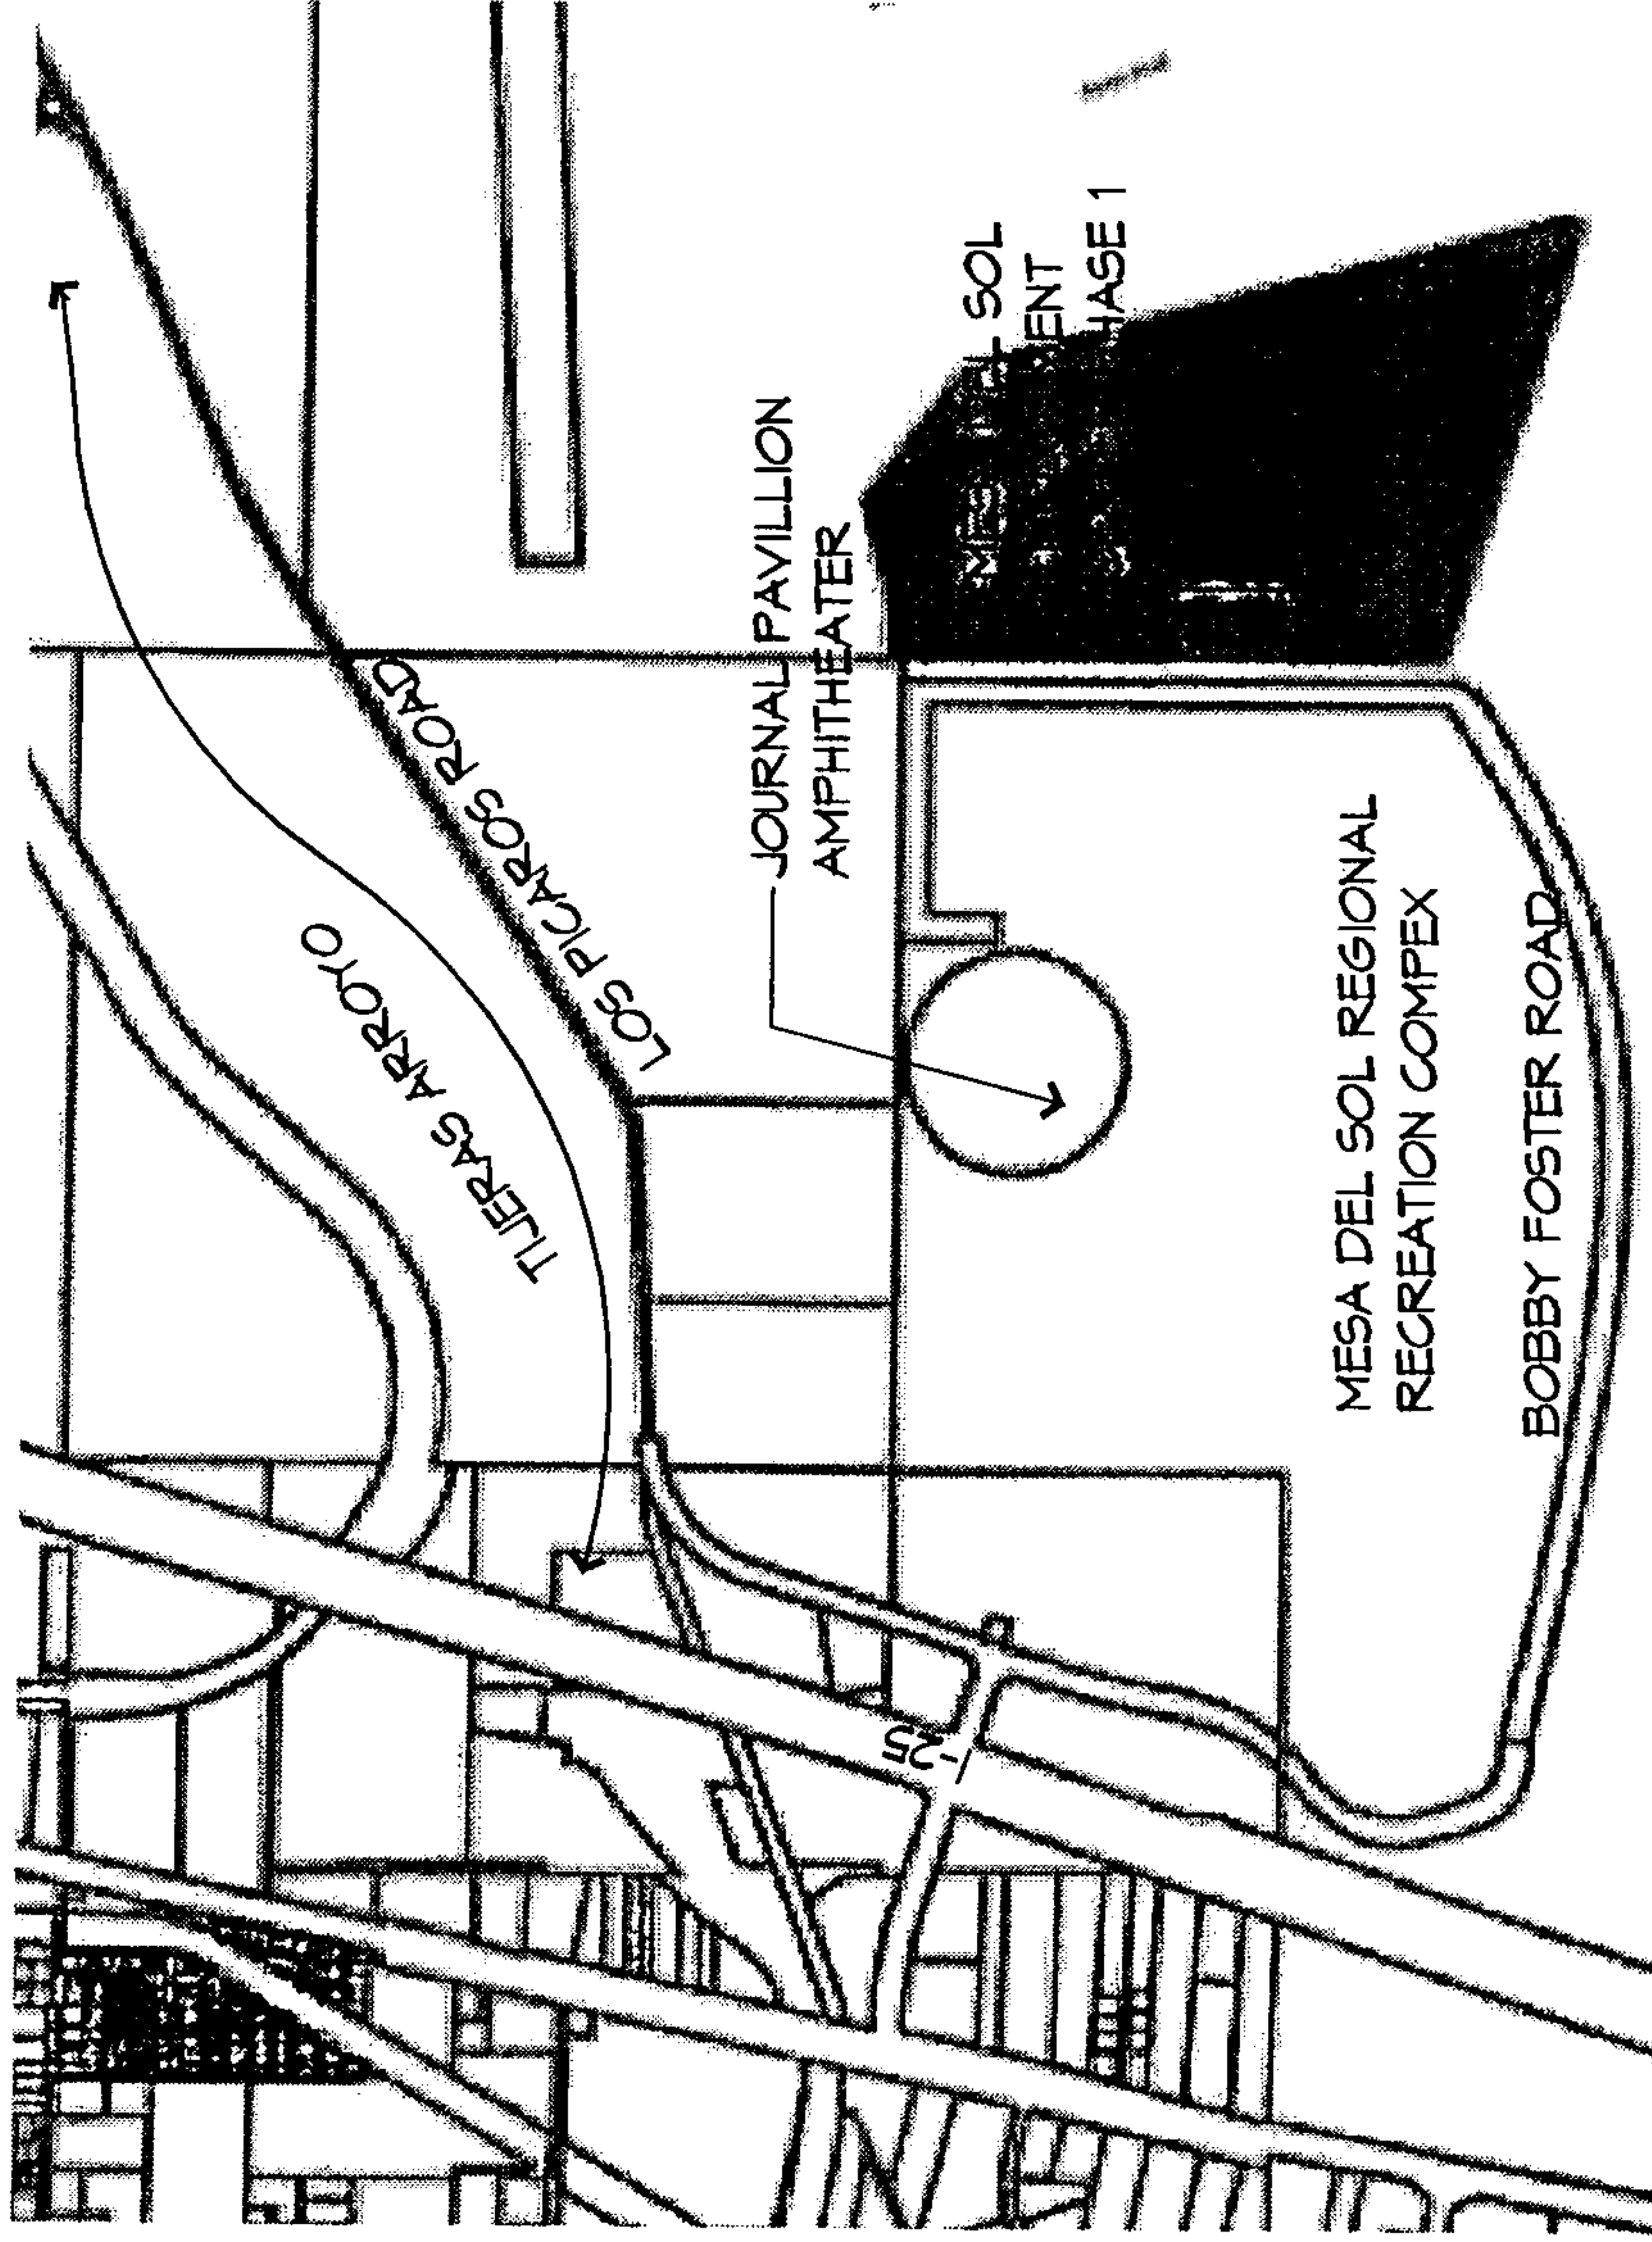 TIJERAS ARROYO
LOS PICAROS ROAD
JOURNAL PAVILLION
AMPHITHEATER
SOL
ENT
HASE 1
I-25
MESA DEL SOL REGIONAL
RECREATION COMPEX
BOBBY FOSTER ROAD